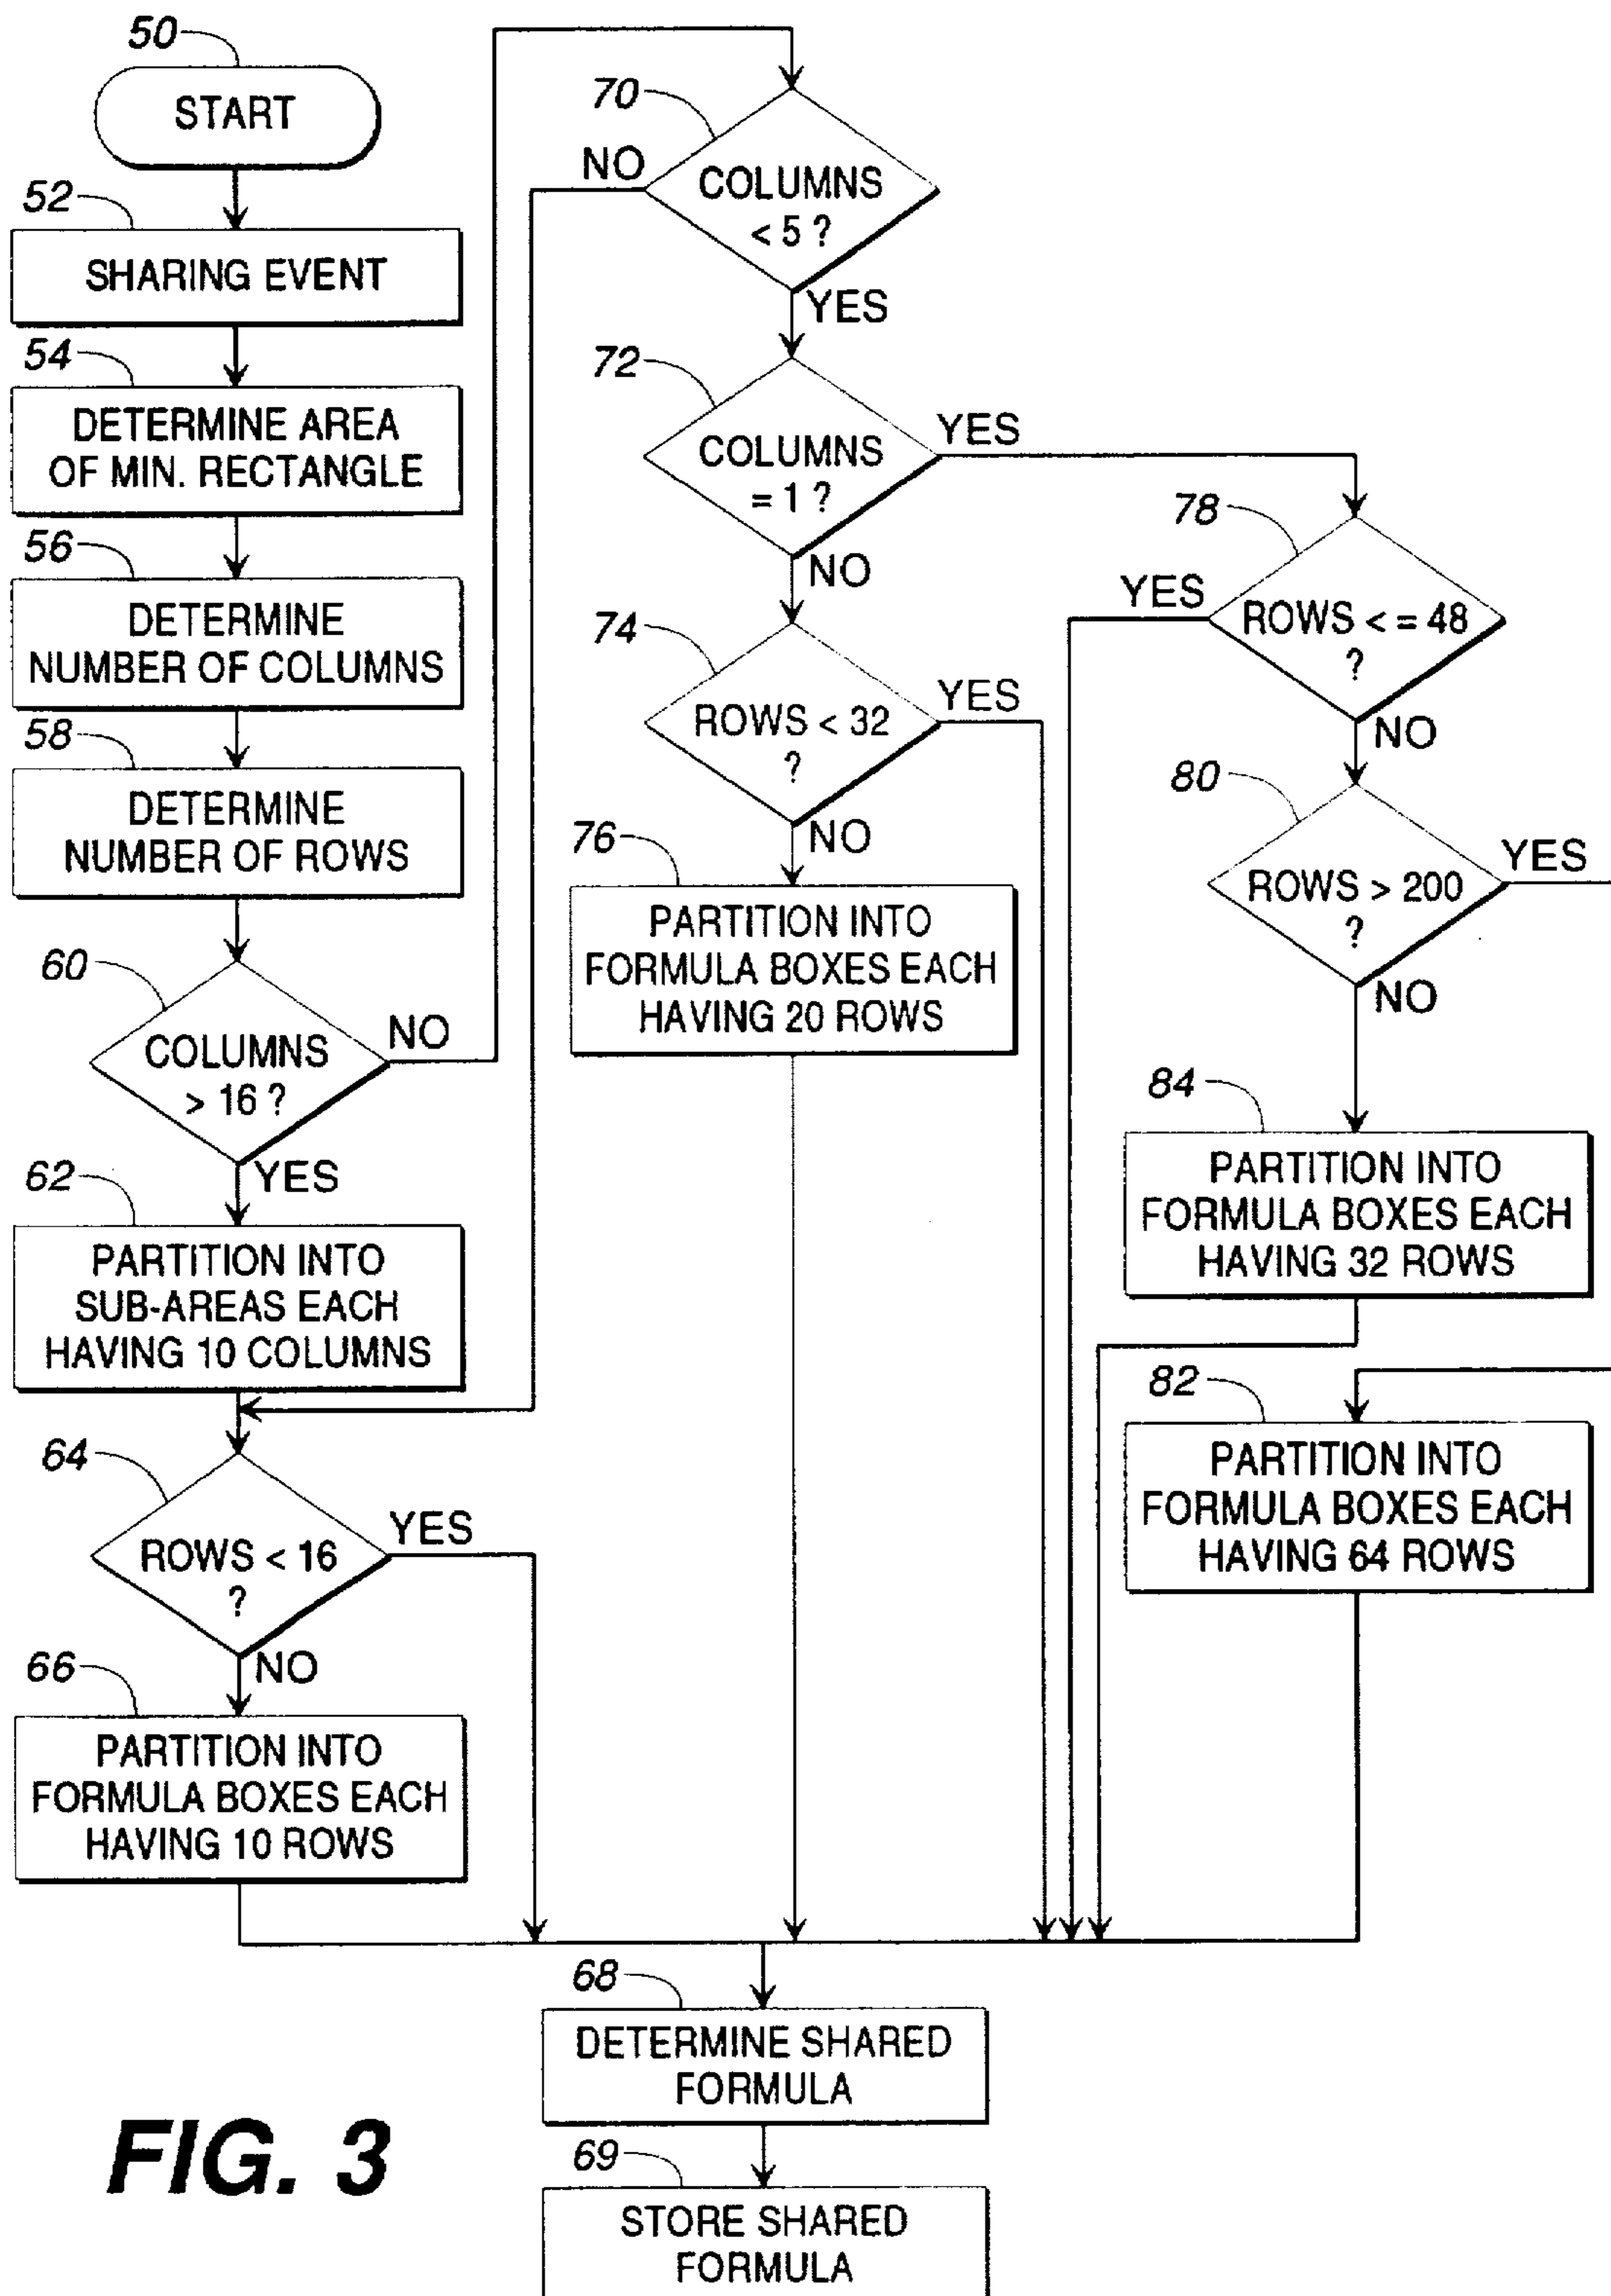 50
START
52
SHARING EVENT
54
DETERMINE AREA
OF MIN. RECTANGLE
56
DETERMINE
NUMBER OF COLUMNS
58
DETERMINE
NUMBER OF ROWS
60
COLUMNS
> 16 ?
NO
YES
62
PARTITION INTO
SUB-AREAS EACH
HAVING 10 COLUMNS
64
ROWS < 16
?
YES
NO
66
PARTITION INTO
FORMULA BOXES EACH
HAVING 10 ROWS
70
NO
COLUMNS
< 5 ?
YES
72
COLUMNS
= 1 ?
YES
NO
74
ROWS < 32
?
YES
NO
76
PARTITION INTO
FORMULA BOXES EACH
HAVING 20 ROWS
78
YES
ROWS < = 48
?
NO
80
ROWS > 200
?
YES
NO
84
PARTITION INTO
FORMULA BOXES EACH
HAVING 32 ROWS
82
PARTITION INTO
FORMULA BOXES EACH
HAVING 64 ROWS
68
DETERMINE SHARED
FORMULA
69
STORE SHARED
FORMULA
FIG. 3